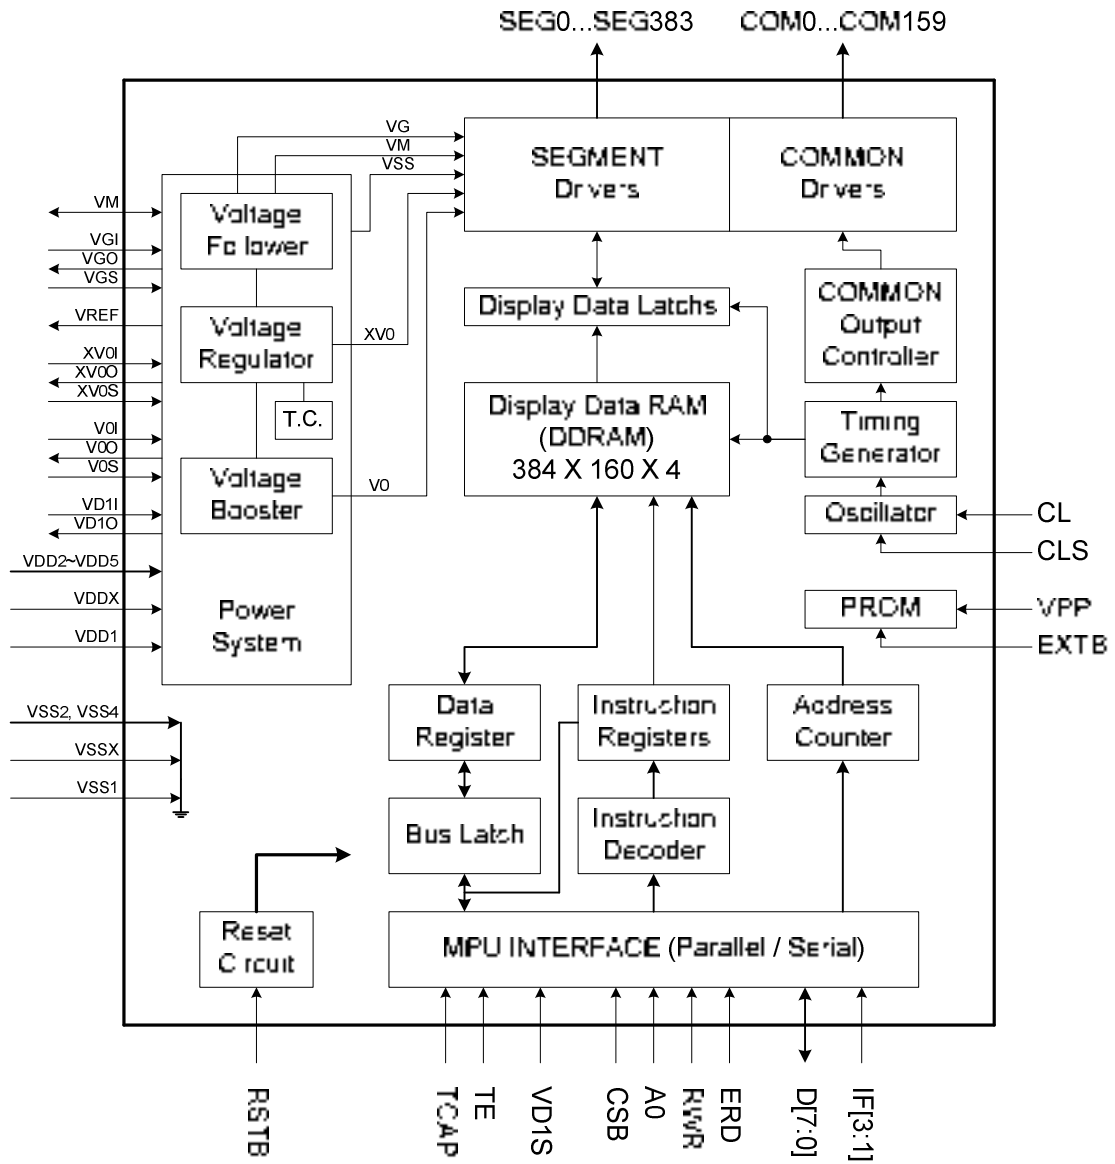 SEG0...SEG383
COM0...COM159
VG
VM
VSS
SEGMENT
Drivers
COMMON
Drivers
VM
VGI
VGO
VGS
VREF
XV0I
XV0O
XV0S
V0I
V0O
V0S
VD1I
VD1O
VDD2~VDD5
VDDX
VDD1
VSS2, VSS4
VSSX
VSS1
Voltage
Follower
Voltage
Regulator
T.C.
Voltage
Booster
Power
System
XV0
V0
Display Data Latchs
Display Data RAM
(DDRAM)
384 X 160 X 4
COMMON
Output
Controller
Timing
Generator
Oscillator
CL
CLS
PROM
VPP
EXTB
Data
Register
Instruction
Registers
Address
Counter
Bus Latch
Instruction
Decoder
Reset
Circuit
MPU INTERFACE (Parallel / Serial)
RSTB
TCAP
TE
VD1S
CSB
A0
RWR
ERD
D[7:0]
IF[3:1]